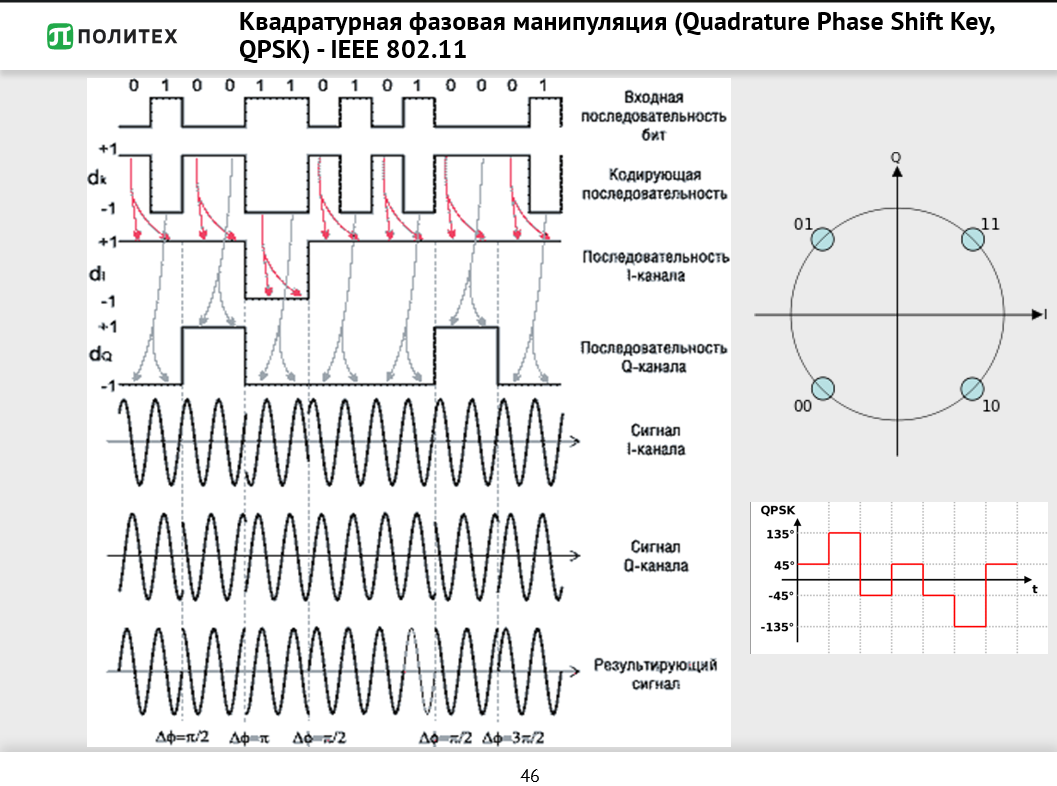 ПОЛИТЕХ
Квадратурная фазовая манипуляция (Quadrature Phase Shift Key,
QPSK) - IEEE 802.11
0 1 0 0 1 1 0 1 0 1 0 0 0 1
Входная
последовательность
бит
+1
dk
-1
Кодирующая
последовательность
+1
dI
-1
Последовательность
I-канала
+1
dQ
-1
Последовательность
Q-канала
Сигнал
I-канала
Сигнал
Q-канала
Результирующий
сигнал
Δϕ=π/2 Δϕ=π Δϕ=π/2 Δϕ=π/2 Δϕ=3π/2
Q
01 11
I
00 10
QPSK
135°
45°
t
-45°
-135°
46